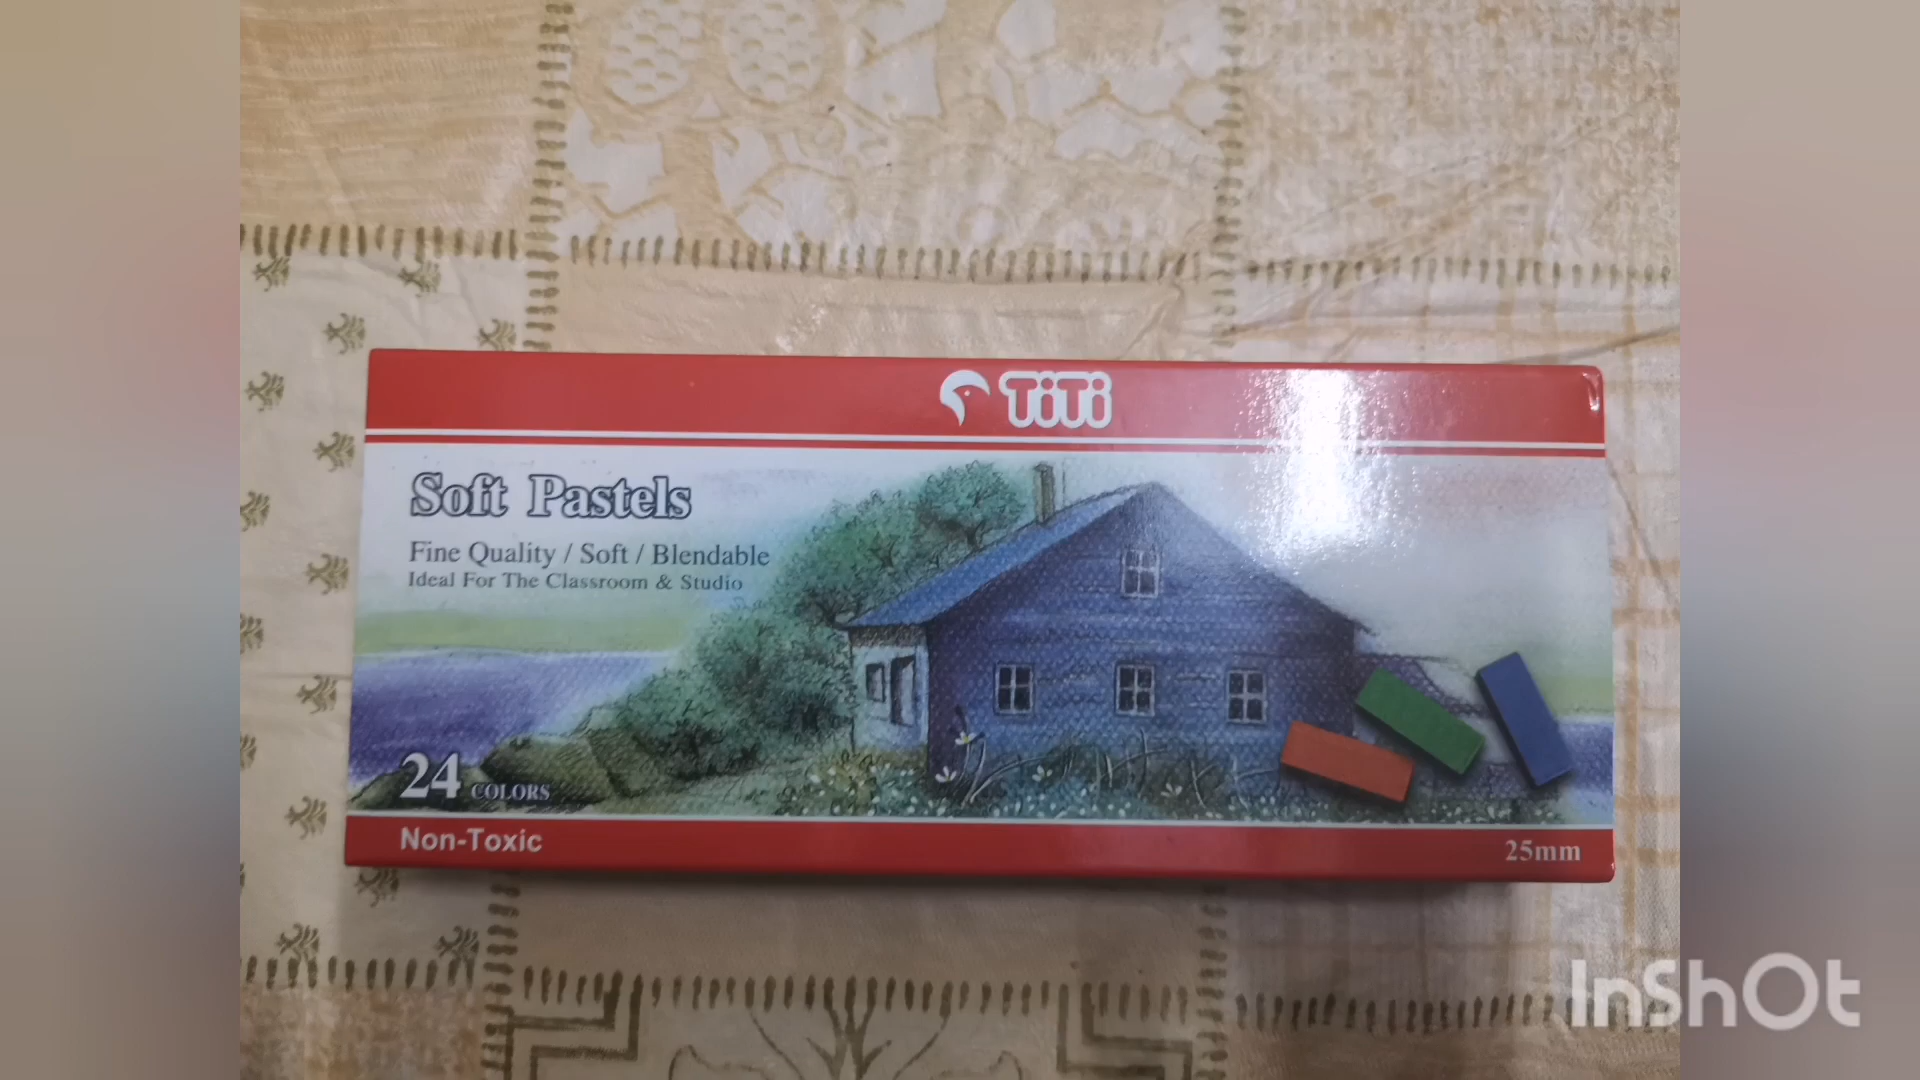 TiTi
Soft Pastels
Fine Quality / Soft / Blendable
Ideal For The Classroom & Studio
24 COLORS
Non-Toxic
25mm
InShOt